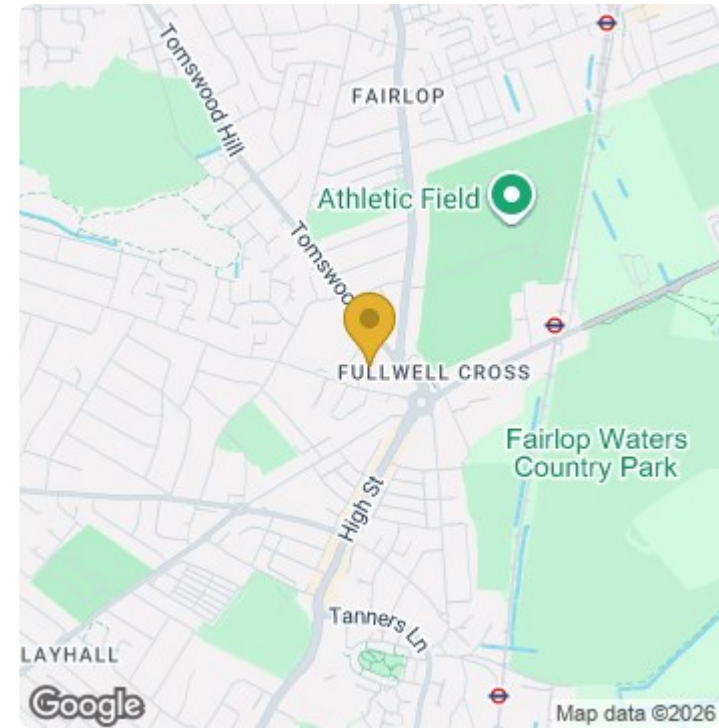 Tomswood Hill
FAIRLOP
Athletic Field
Tomswoo
FULLWELL CROSS
Fairlop Waters
Country Park
High St
Tanners Ln
LAYHALL
Google
Map data ©2026